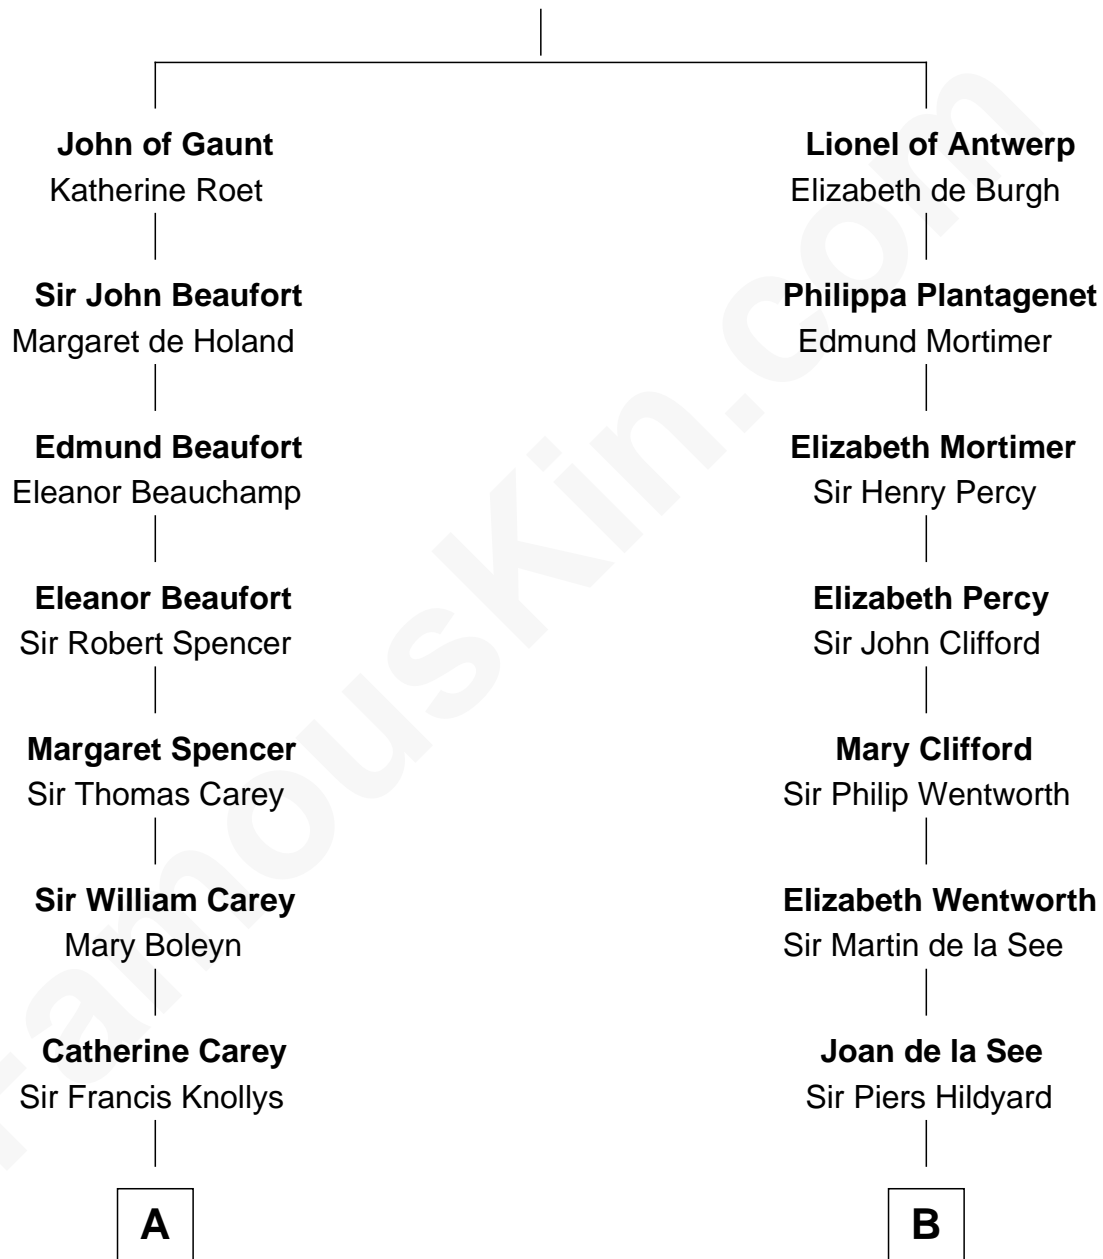 John of Gaunt
Katherine Roet
Sir John Beaufort
Margaret de Holand
Edmund Beaufort
Eleanor Beauchamp
Eleanor Beaufort
Sir Robert Spencer
Margaret Spencer
Sir Thomas Carey
Sir William Carey
Mary Boleyn
Catherine Carey
Sir Francis Knollys
A
Lionel of Antwerp
Elizabeth de Burgh
Philippa Plantagenet
Edmund Mortimer
Elizabeth Mortimer
Sir Henry Percy
Elizabeth Percy
Sir John Clifford
Mary Clifford
Sir Philip Wentworth
Elizabeth Wentworth
Sir Martin de la See
Joan de la See
Sir Piers Hildyard
B
FamousKin.com